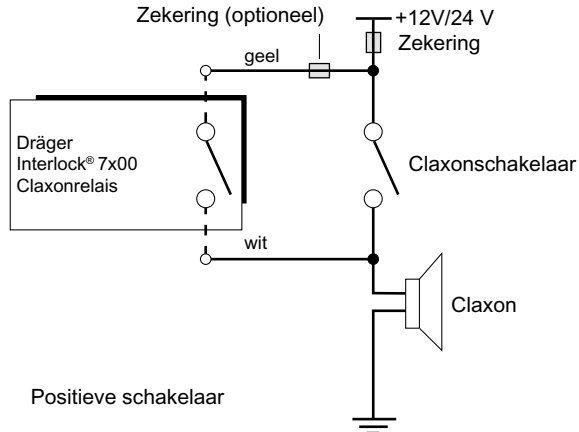 Zekering (optioneel)
+12V/24 V
Zekering
geel
Dräger
Interlock® 7x00
Claxonrelais
Claxonschakelaar
wit
Claxon
Positieve schakelaar